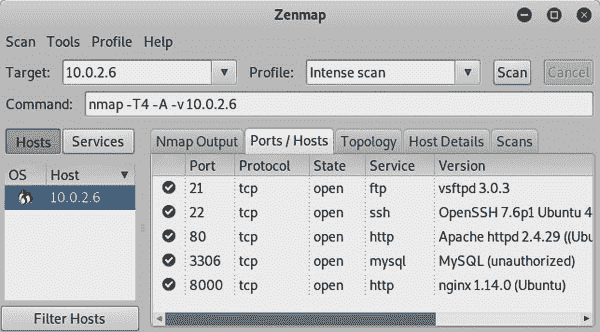 Zenmap
Scan Tools Profile Help
Target: 10.0.2.6 Profile: Intense scan Scan Cancel
Command: nmap -T4 -A -v 10.0.2.6
Hosts Services
Nmap Output Ports / Hosts Topology Host Details Scans
OS Host
10.0.2.6
Port Protocol State Service Version
21 tcp open ftp vsftpd 3.0.3
22 tcp open ssh OpenSSH 7.6p1 Ubuntu 4
80 tcp open http Apache httpd 2.4.29 ((Ub
3306 tcp open mysql MySQL (unauthorized)
8000 tcp open http nginx 1.14.0 (Ubuntu)
Filter Hosts